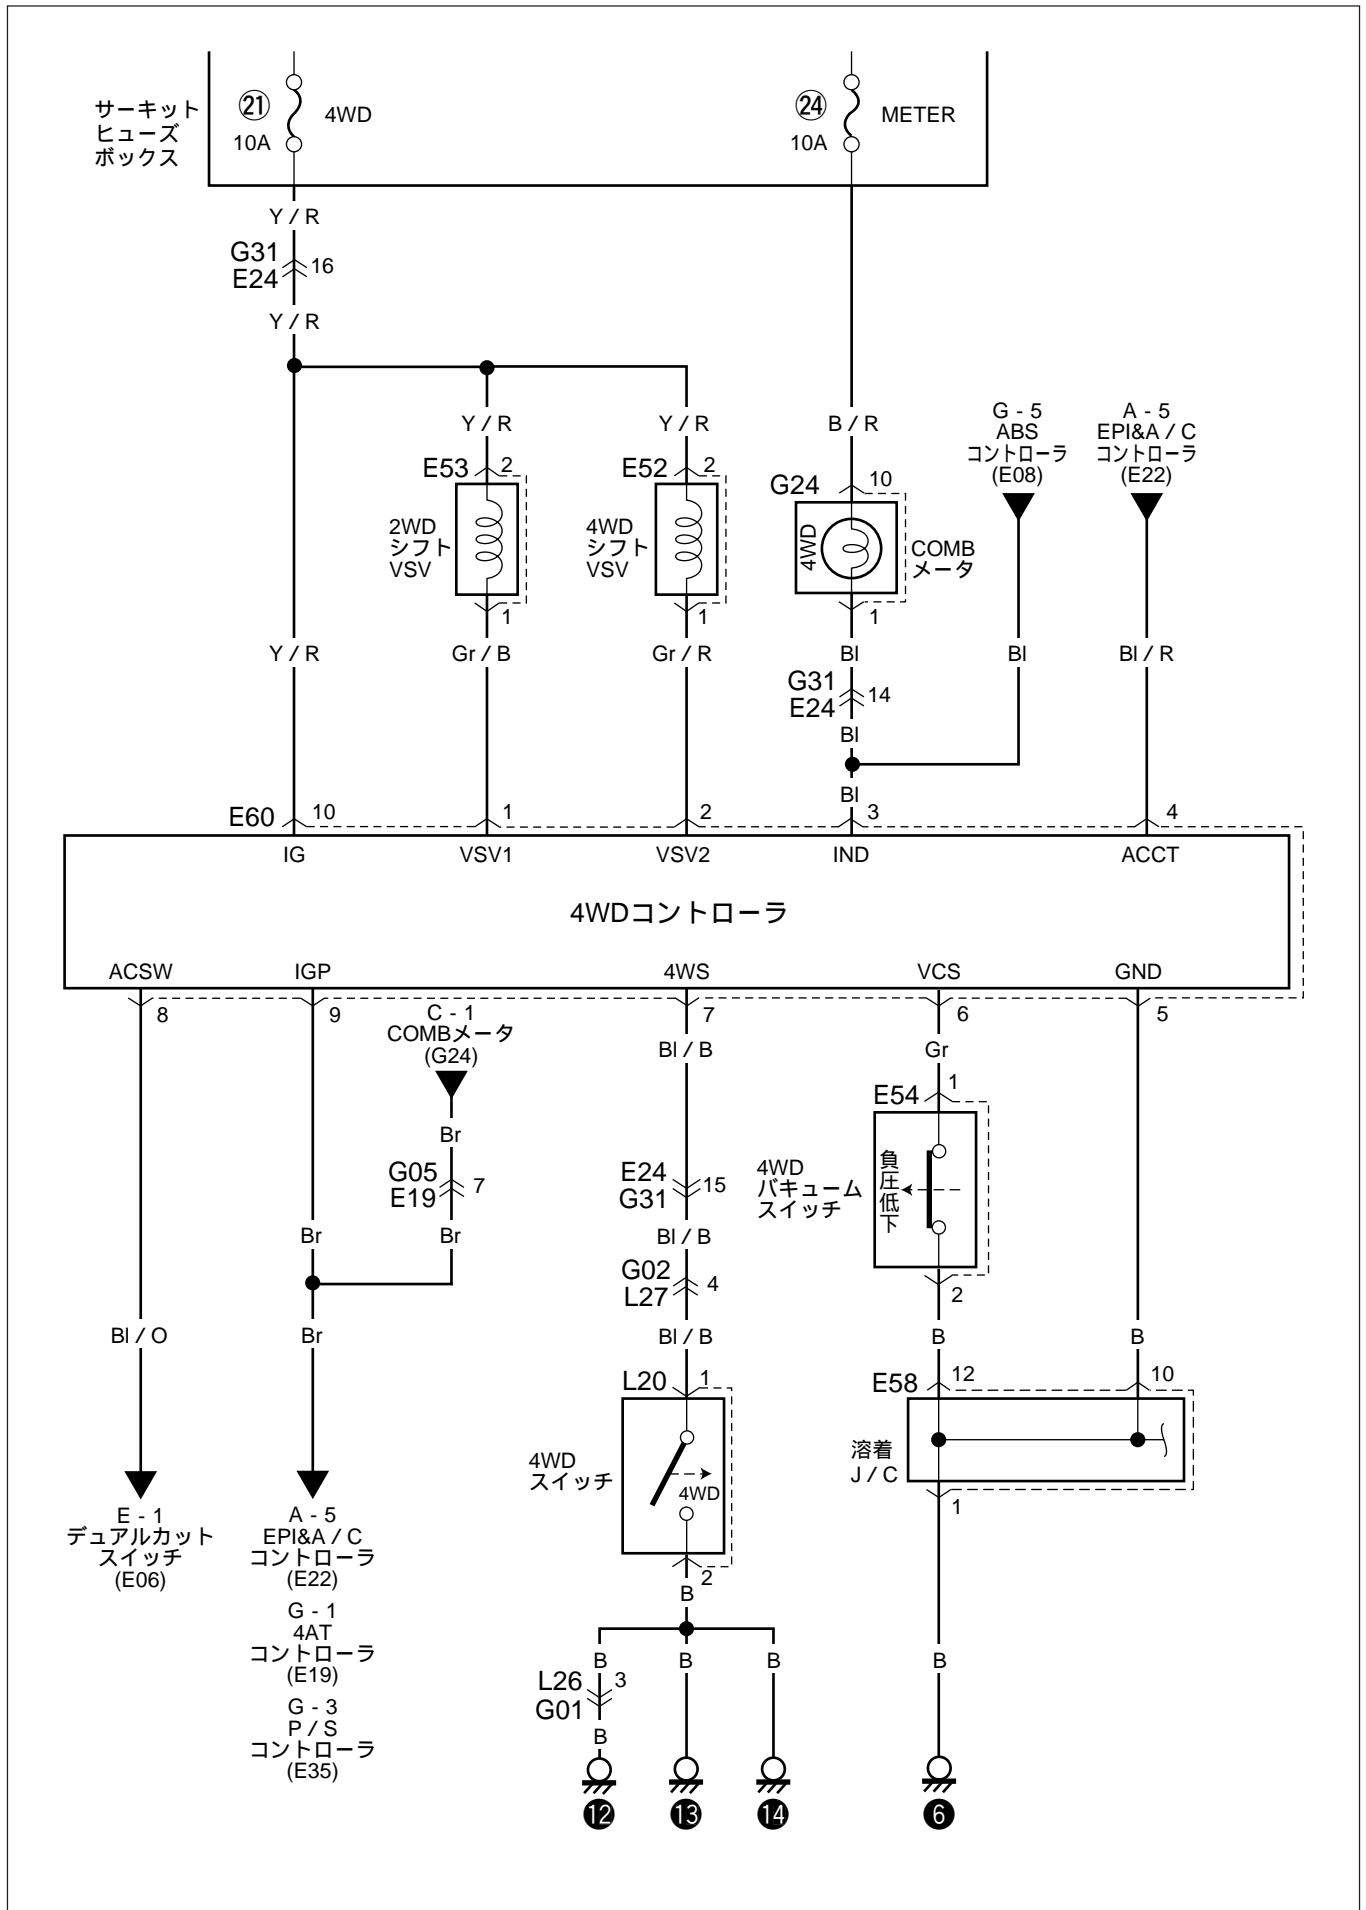 サーキット
ヒューズ
ボックス
㉑
10A
4WD
㉔
10A
METER
Y / R
G31
E24
16
Y / R
Y / R
Y / R
B / R
G - 5
ABS
コントローラ
(E08)
A - 5
EPI&A / C
コントローラ
(E22)
E53
2
E52
2
G24
10
2WD
シフト
VSV
4WD
シフト
VSV
4WD
COMB
メータ
1
1
1
Y / R
Gr / B
Gr / R
Bl
Bl
Bl / R
G31
E24
14
Bl
Bl
E60
10
1
2
3
4
IG
VSV1
VSV2
IND
ACCT
4WDコントローラ
ACSW
IGP
4WS
VCS
GND
8
9
7
6
5
C - 1
COMBメータ
(G24)
Bl / B
Gr
Br
G05
E19
7
Br
Br
E24
G31
15
Bl / B
G02
L27
4
Bl / B
E54
1
4WD
バキューム
スイッチ
負圧低下
2
Bl / O
Br
B
B
L20
1
4WD
スイッチ
4WD
2
E58
12
10
溶着
J / C
1
E - 1
デュアルカット
スイッチ
(E06)
A - 5
EPI&A / C
コントローラ
(E22)
G - 1
4AT
コントローラ
(E19)
G - 3
P / S
コントローラ
(E35)
B
B
B
B
B
L26
G01
3
B
⓬
⓭
⓮
❻